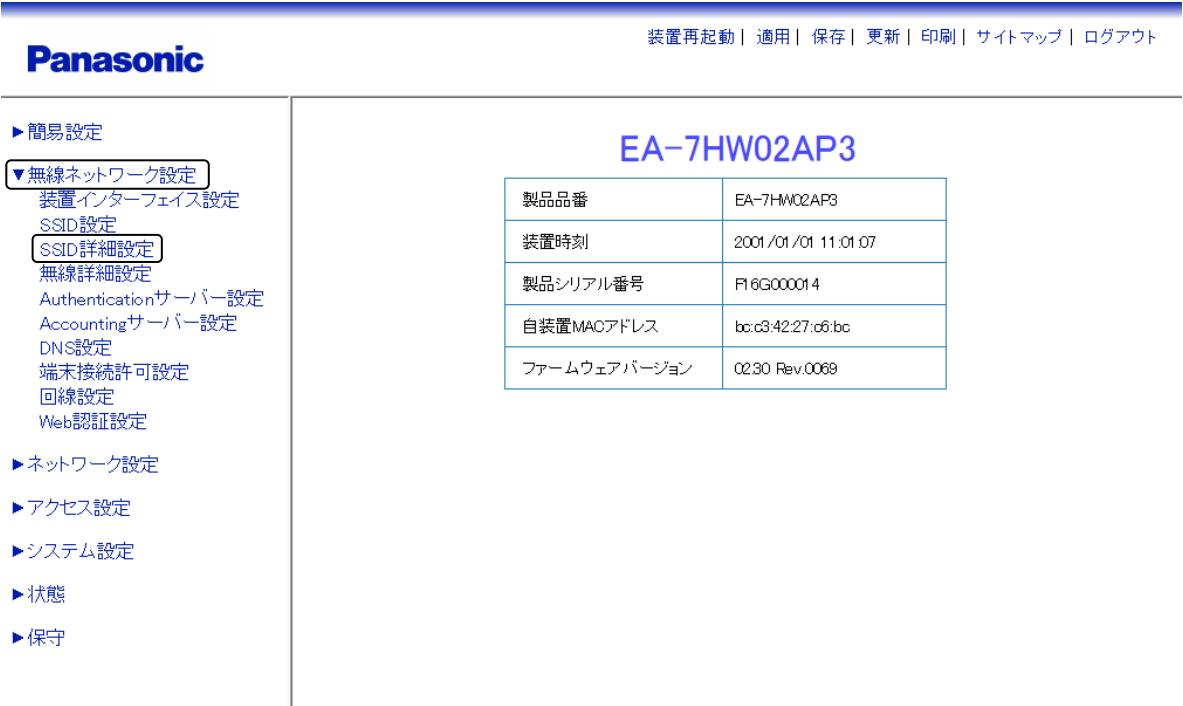 装置再起動| 適用| 保存| 更新| 印刷| サイトマップ| ログアウト
Panasonic
►簡易設定
▼無線ネットワーク設定
装置インターフェイス設定
SSID設定
SSID詳細設定
無線詳細設定
Authenticationサーバー設定
Accountingサーバー設定
DNS設定
端末接続許可設定
回線設定
Web認証設定
►ネットワーク設定
►アクセス設定
►システム設定
►状態
►保守
EA-7HW02AP3
製品品番 EA-7HW02AP3
装置時刻 2001/01/01 11:01:07
製品シリアル番号 F16G000014
自装置MACアドレス bc:c3:42:27:c6:bc
ファームウェアバージョン 02.30 Rev.0069